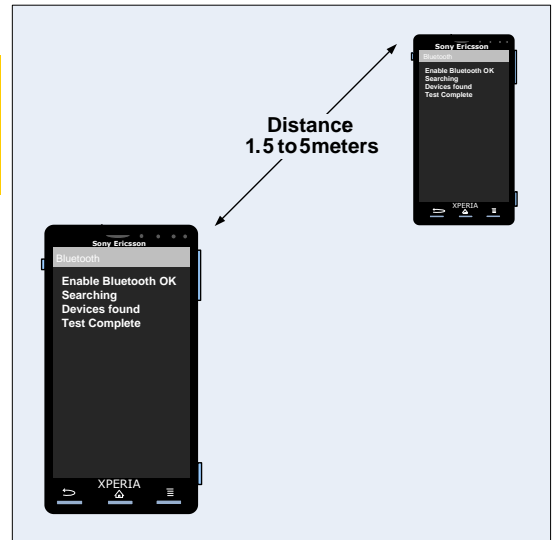 Sony Ericsson
Bluetooth
Enable Bluetooth OK
Searching
Devices found
Test Complete
XPERIA
Distance
1.5 to 5 meters
Sony Ericsson
Bluetooth
Enable Bluetooth OK
Searching
Devices found
Test Complete
XPERIA